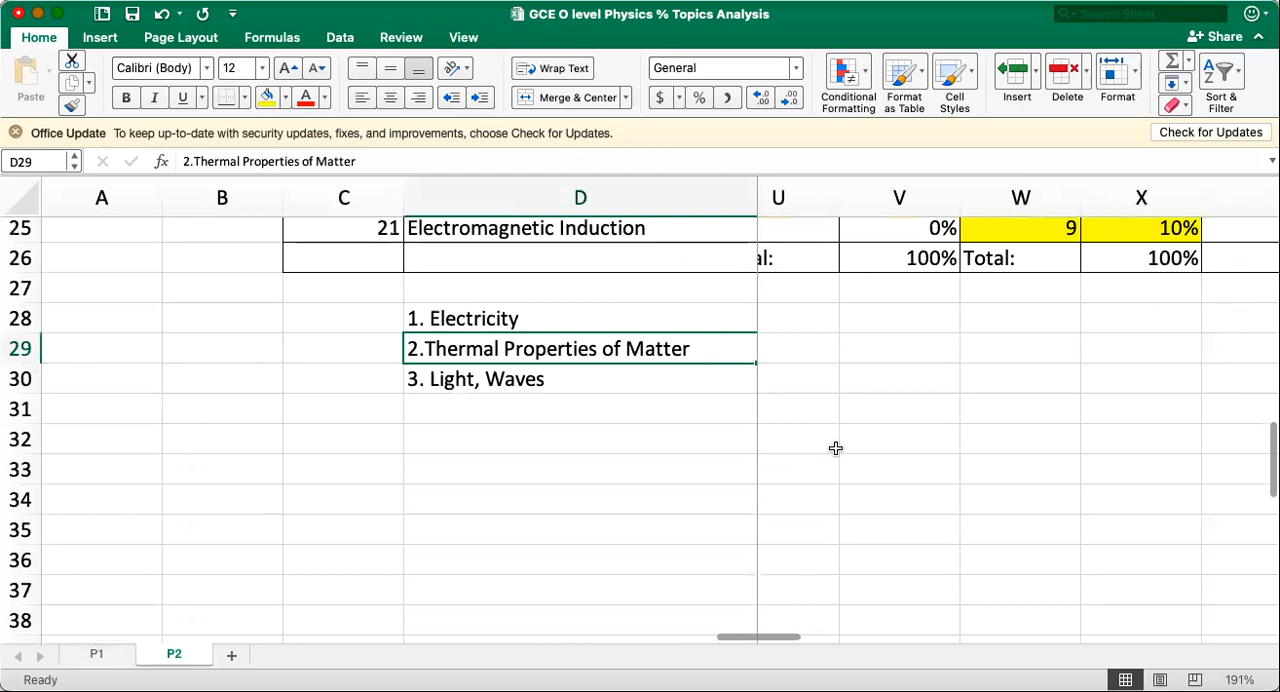 GCE O level Physics % Topics Analysis
Search Sheet
Home Insert Page Layout Formulas Data Review View
Share
Paste
Calibri (Body) 12 A A
B I U A
Wrap Text
Merge & Center
General
$ %
Conditional Formatting
Format as Table
Cell Styles
Insert
Delete
Format
Sort & Filter
Office Update To keep up-to-date with security updates, fixes, and improvements, choose Check for Updates.
Check for Updates
D29 fx 2.Thermal Properties of Matter
A B C D U V W X
25 21 Electromagnetic Induction 0% 9 10%
26 al: 100% Total: 100%
27
28 1. Electricity
29 2.Thermal Properties of Matter
30 3. Light, Waves
31
32
33
34
35
36
37
38
P1 P2 +
Ready 191%